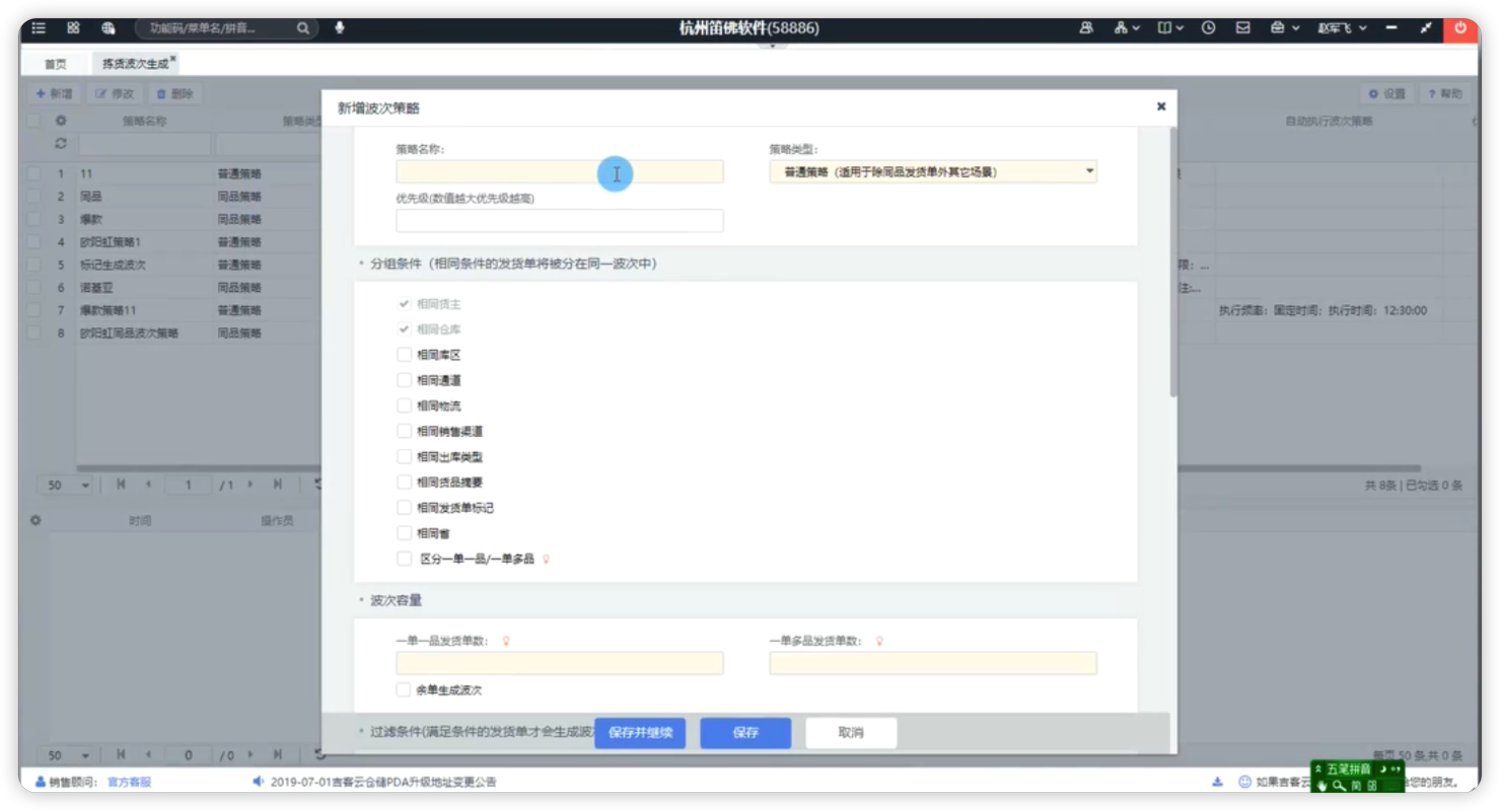 功能码/菜单名/拼音...
杭州笛佛软件(58886)
赵军飞
首页 拣货波次生成
新增 修改 删除 设置 ? 帮助
策略名称 策略类型 自动执行波次策略
1 11 普通策略
2 同品 同品策略
3 爆款 同品策略
4 欧阳虹策略1 普通策略
5 标记生成波次 普通策略 ...
6 诺基亚 同品策略 注:...
7 爆款策略11 普通策略 执行频率：固定时间：执行时间：12:30:00
8 欧阳虹同品波次策略 同品策略
50 1 /1 共 8条 | 已勾选 0 条
时间 操作员
50 0 /0 每页 50 条,共 0 条
新增波次策略
策略名称: 策略类型:
普通策略（适用于除同品发货单外其它场景）
优先级(数值越大优先级越高)
分组条件（相同条件的发货单将被分在同一波次中）
相同货主
相同仓库
相同库区
相同通道
相同物流
相同销售渠道
相同出库类型
相同货品摘要
相同发货单标记
相同省
区分一单一品/一单多品
波次容量
一单一品发货单数: 一单多品发货单数:
余单生成波次
过滤条件(满足条件的发货单才会生成波
保存并继续 保存 取消
销售顾问: 官方客服 2019-07-01吉客云仓储PDA升级地址变更公告 如果吉客云 给您的朋友。
五笔拼音
简